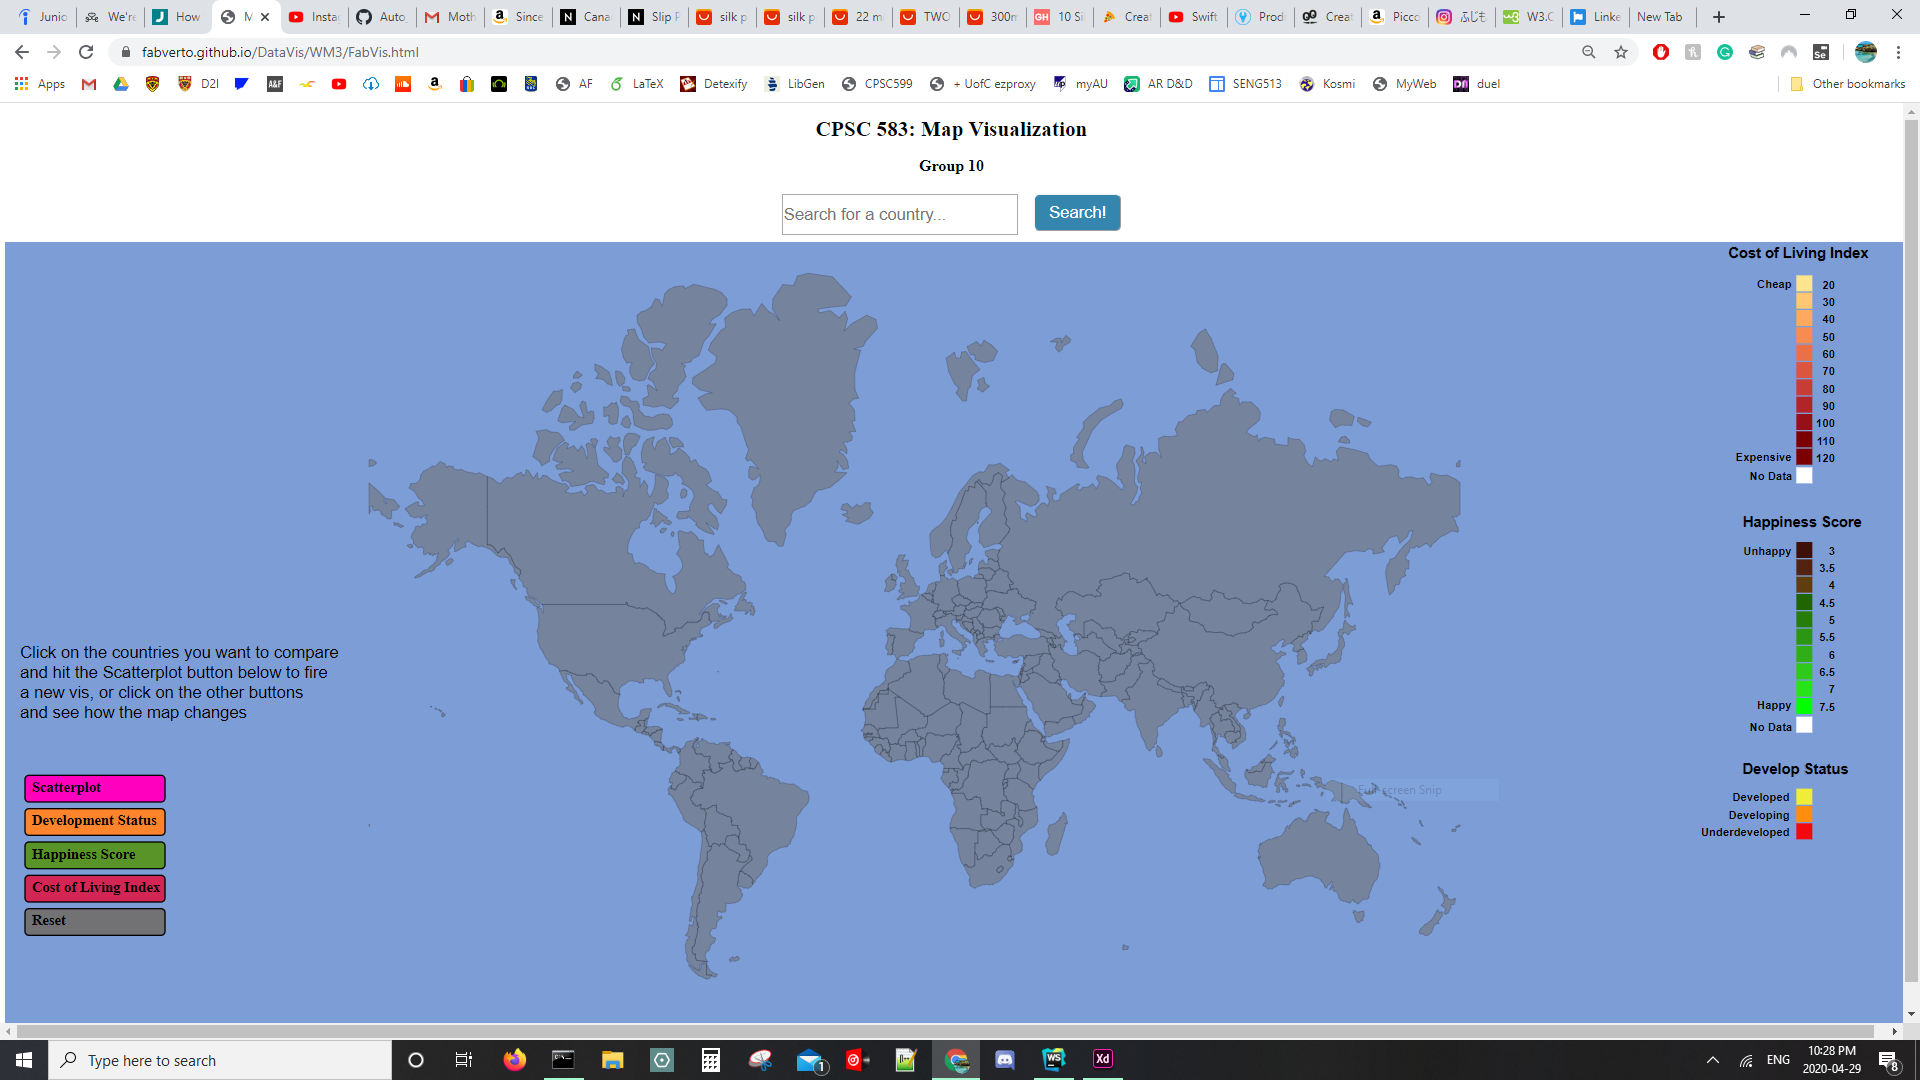 Junio
We're
How
M
Insta
Auto
Moth
Since
Cana
Slip F
silk p
silk p
22 m
TWO
300m
10 Si
Creat
Swift
Prod
Creat
Picco
ふじも
W3.C
Linke
New Tab
fabverto.github.io/DataVis/WM3/FabVis.html
Apps
D2I
AF
LaTeX
Detexify
LibGen
CPSC599
+ UofC ezproxy
myAU
AR D&D
SENG513
Kosmi
MyWeb
duel
Other bookmarks
CPSC 583: Map Visualization
Group 10
Search for a country...
Search!
Cost of Living Index
Cheap 20
30
40
50
60
70
80
90
100
110
Expensive 120
No Data
Happiness Score
Unhappy 3
3.5
4
4.5
5
5.5
6
6.5
7
Happy 7.5
No Data
Develop Status
Developed
Developing
Underdeveloped
Click on the countries you want to compare
and hit the Scatterplot button below to fire
a new vis, or click on the other buttons
and see how the map changes
Scatterplot
Development Status
Happiness Score
Cost of Living Index
Reset
Full-screen Snip
Type here to search
ENG
10:28 PM
2020-04-29